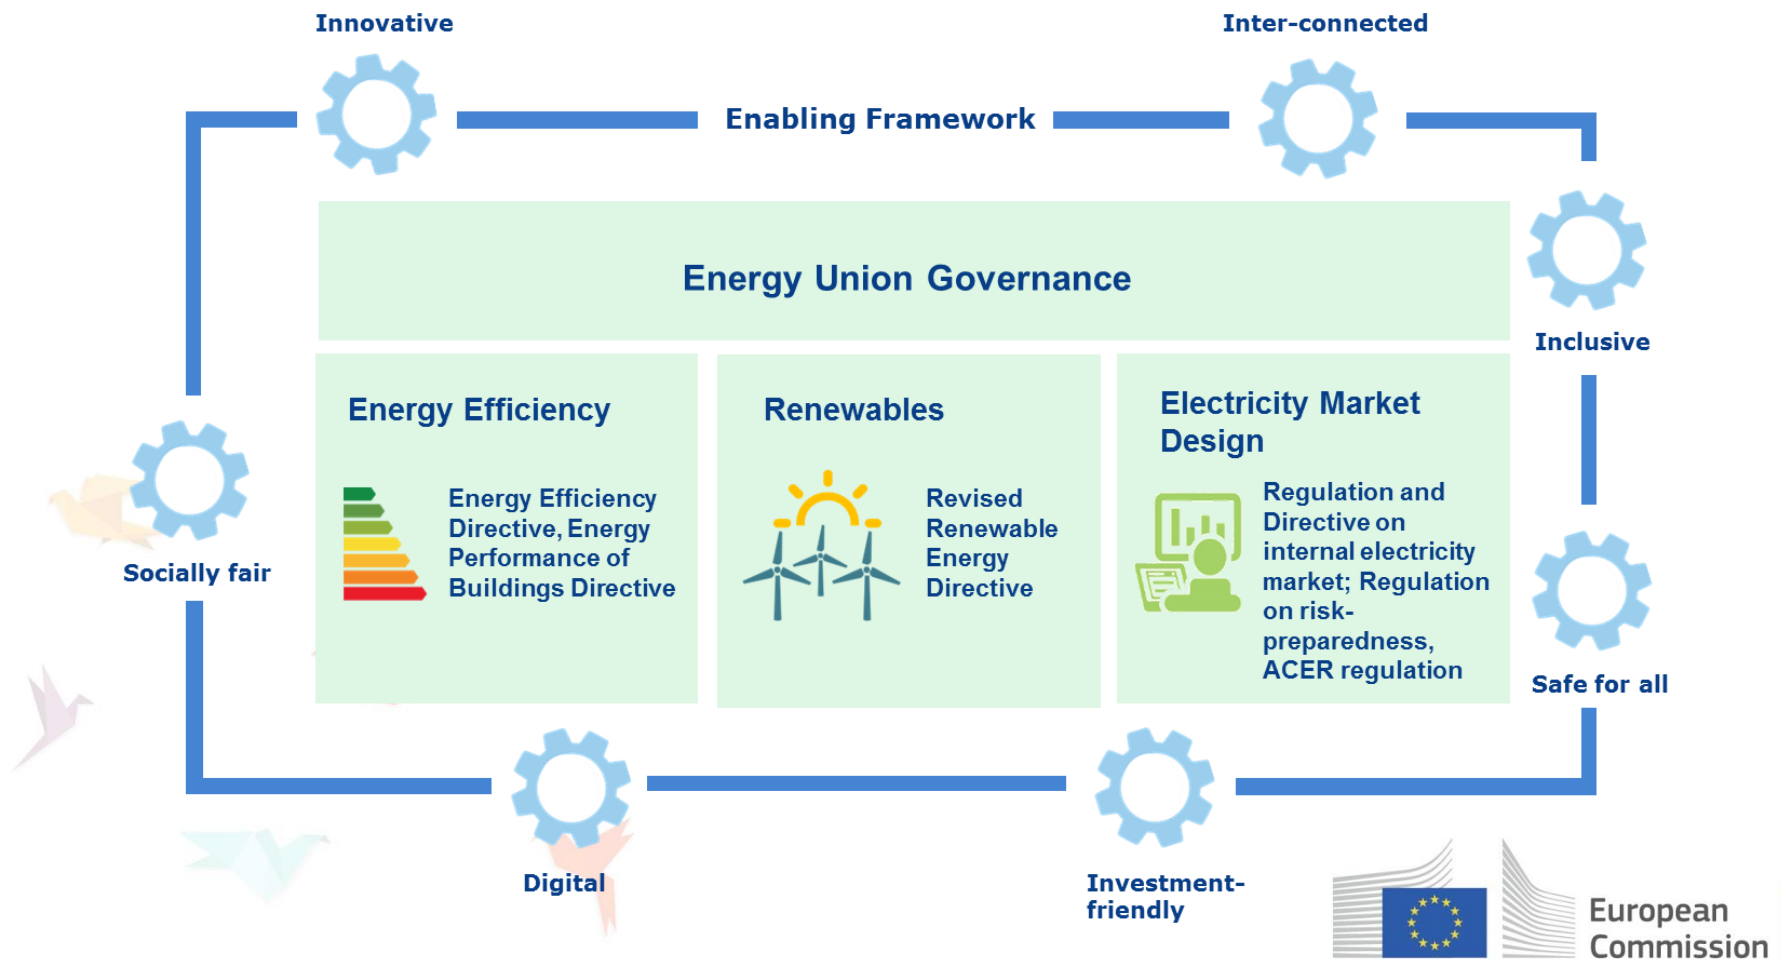 Innovative
Inter-connected
Enabling Framework
Energy Union Governance
Inclusive
Energy Efficiency
Energy Efficiency
Directive, Energy
Performance of
Buildings Directive
Renewables
Revised
Renewable
Energy
Directive
Electricity Market
Design
Regulation and
Directive on
internal electricity
market; Regulation
on risk-
preparedness,
ACER regulation
Socially fair
Safe for all
Digital
Investment-
friendly
European
Commission